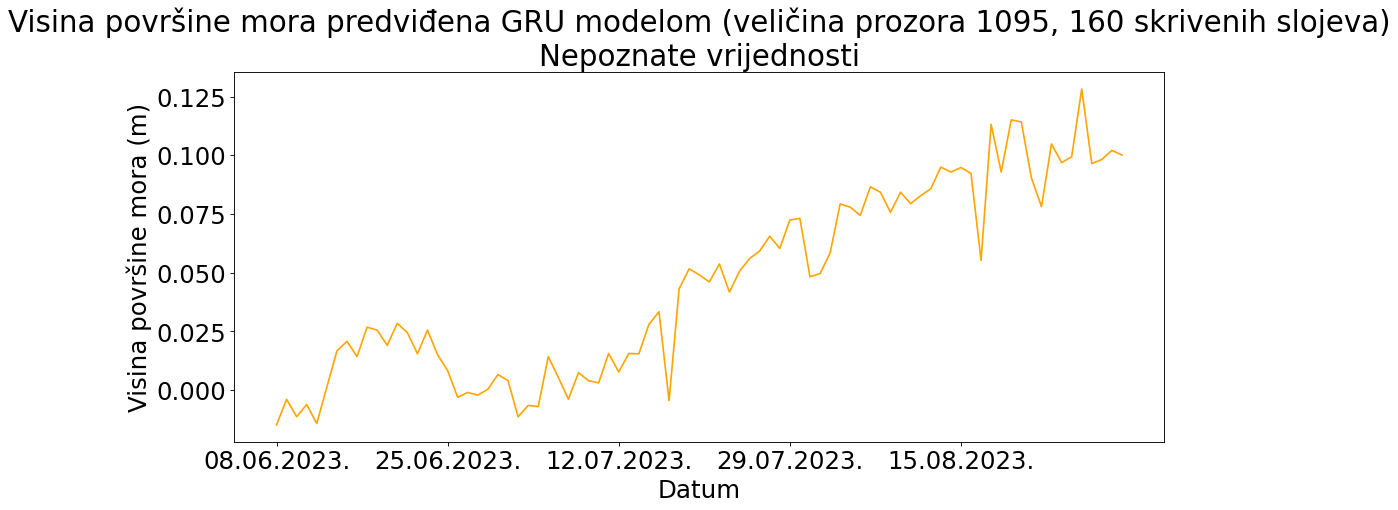 Visina površine mora predviđena GRU modelom (veličina prozora 1095, 160 skrivenih slojeva)
Nepoznate vrijednosti
Visina površine mora (m)
0.125
0.100
0.075
0.050
0.025
0.000
08.06.2023.
25.06.2023.
12.07.2023.
29.07.2023.
15.08.2023.
Datum